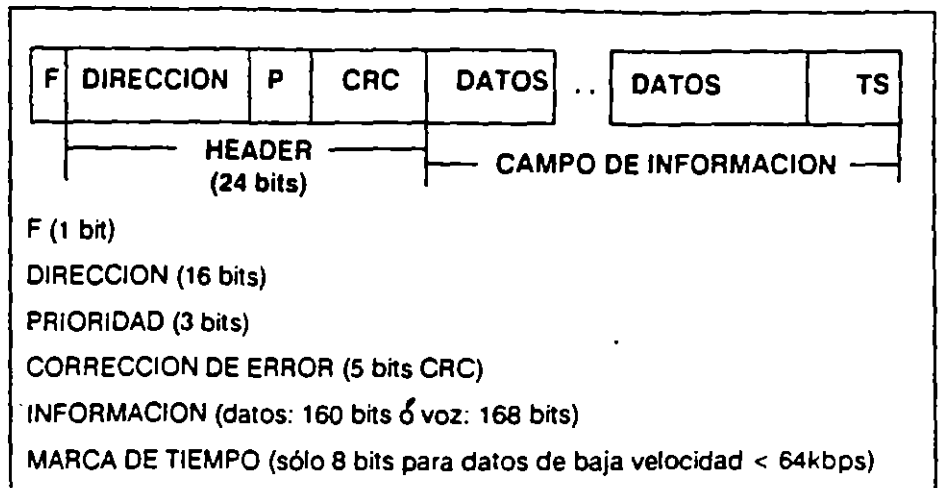 F DIRECCION P CRC DATOS .. DATOS TS
HEADER
(24 bits)
CAMPO DE INFORMACION
F (1 bit)
DIRECCION (16 bits)
PRIORIDAD (3 bits)
CORRECCION DE ERROR (5 bits CRC)
INFORMACION (datos: 160 bits ó voz: 168 bits)
MARCA DE TIEMPO (sólo 8 bits para datos de baja velocidad < 64kbps)